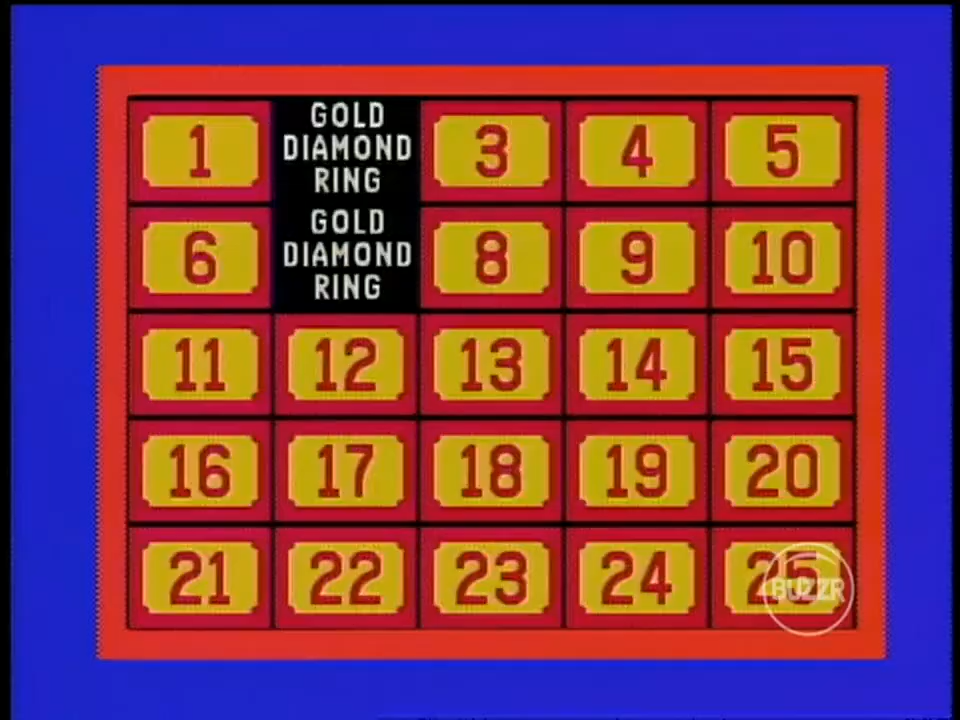 1 GOLD DIAMOND RING 3 4 5
6 GOLD DIAMOND RING 8 9 10
11 12 13 14 15
16 17 18 19 20
21 22 23 24 25
BUZZR